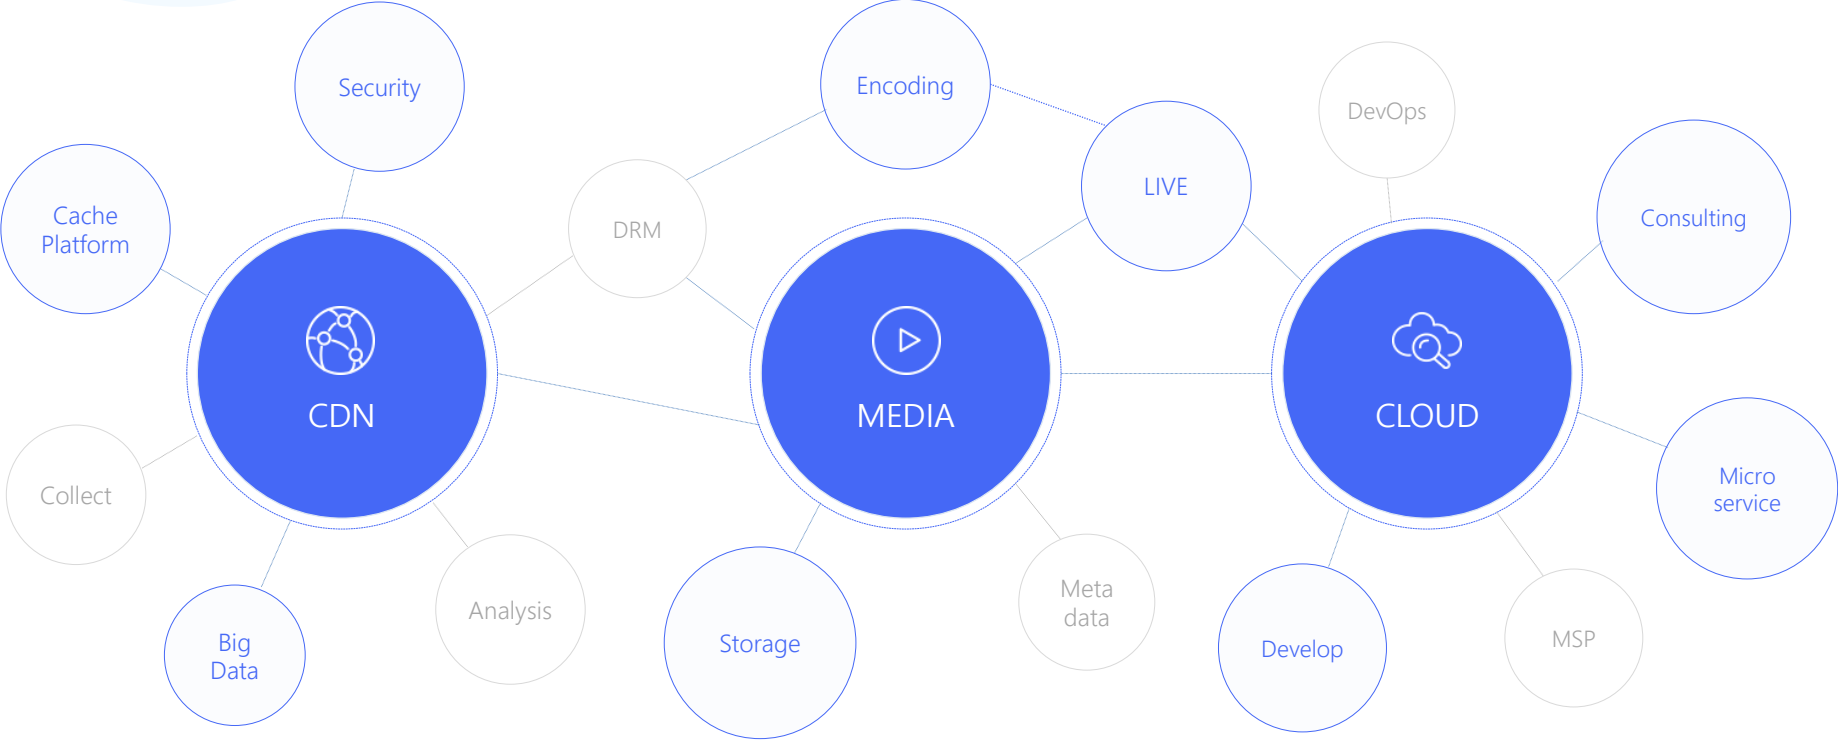 Security
Encoding
DevOps
LIVE
Cache
Platform
Consulting
DRM
CDN
MEDIA
CLOUD
Collect
Micro
service
Analysis
Meta
data
Big
Data
Storage
Develop
MSP